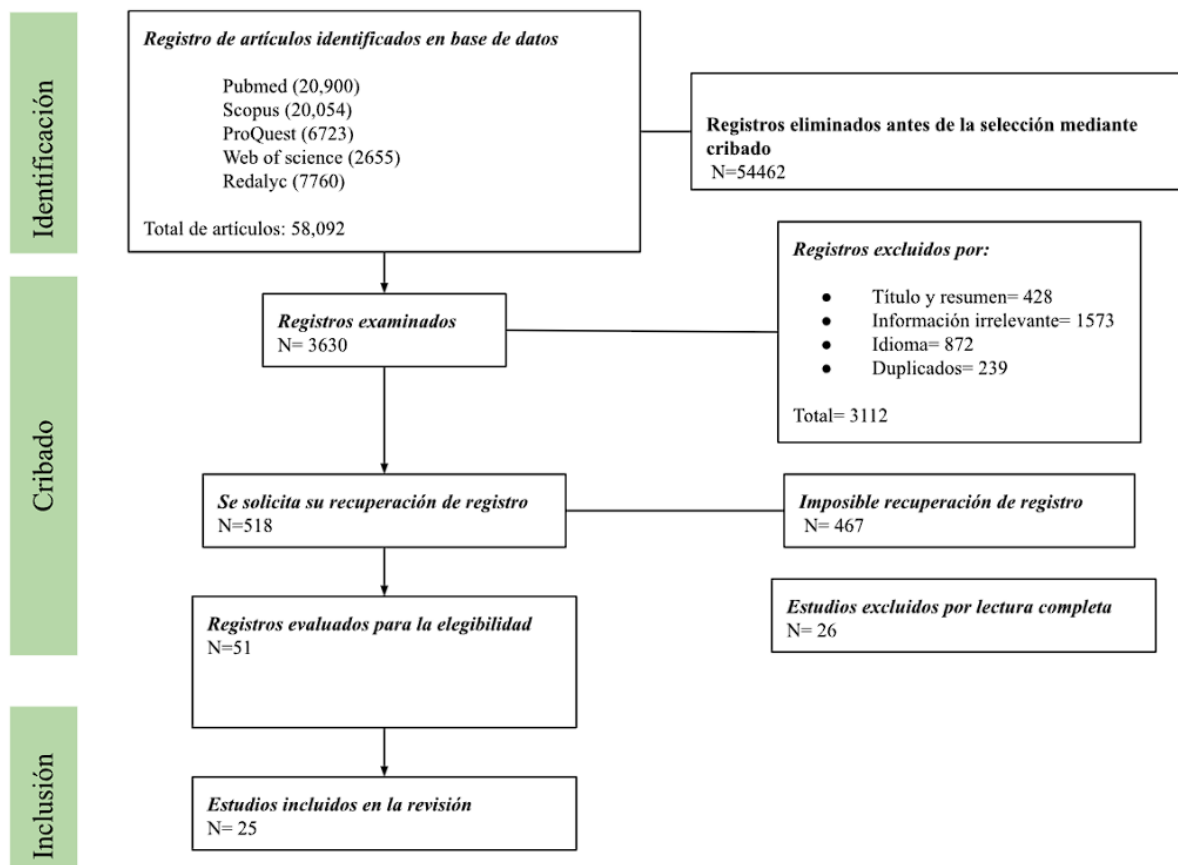 Identificación
Registro de artículos identificados en base de datos
Pubmed (20,900)
Scopus (20,054)
ProQuest (6723)
Web of science (2655)
Redalyc (7760)
Total de artículos: 58,092
Registros eliminados antes de la selección mediante
cribado
N=54462
Cribado
Registros examinados
N= 3630
Registros excluidos por:
● Título y resumen= 428
● Información irrelevante= 1573
● Idioma= 872
● Duplicados= 239
Total= 3112
Se solicita su recuperación de registro
N=518
Imposible recuperación de registro
N= 467
Registros evaluados para la elegibilidad
N=51
Estudios excluidos por lectura completa
N= 26
Inclusión
Estudios incluidos en la revisión
N= 25